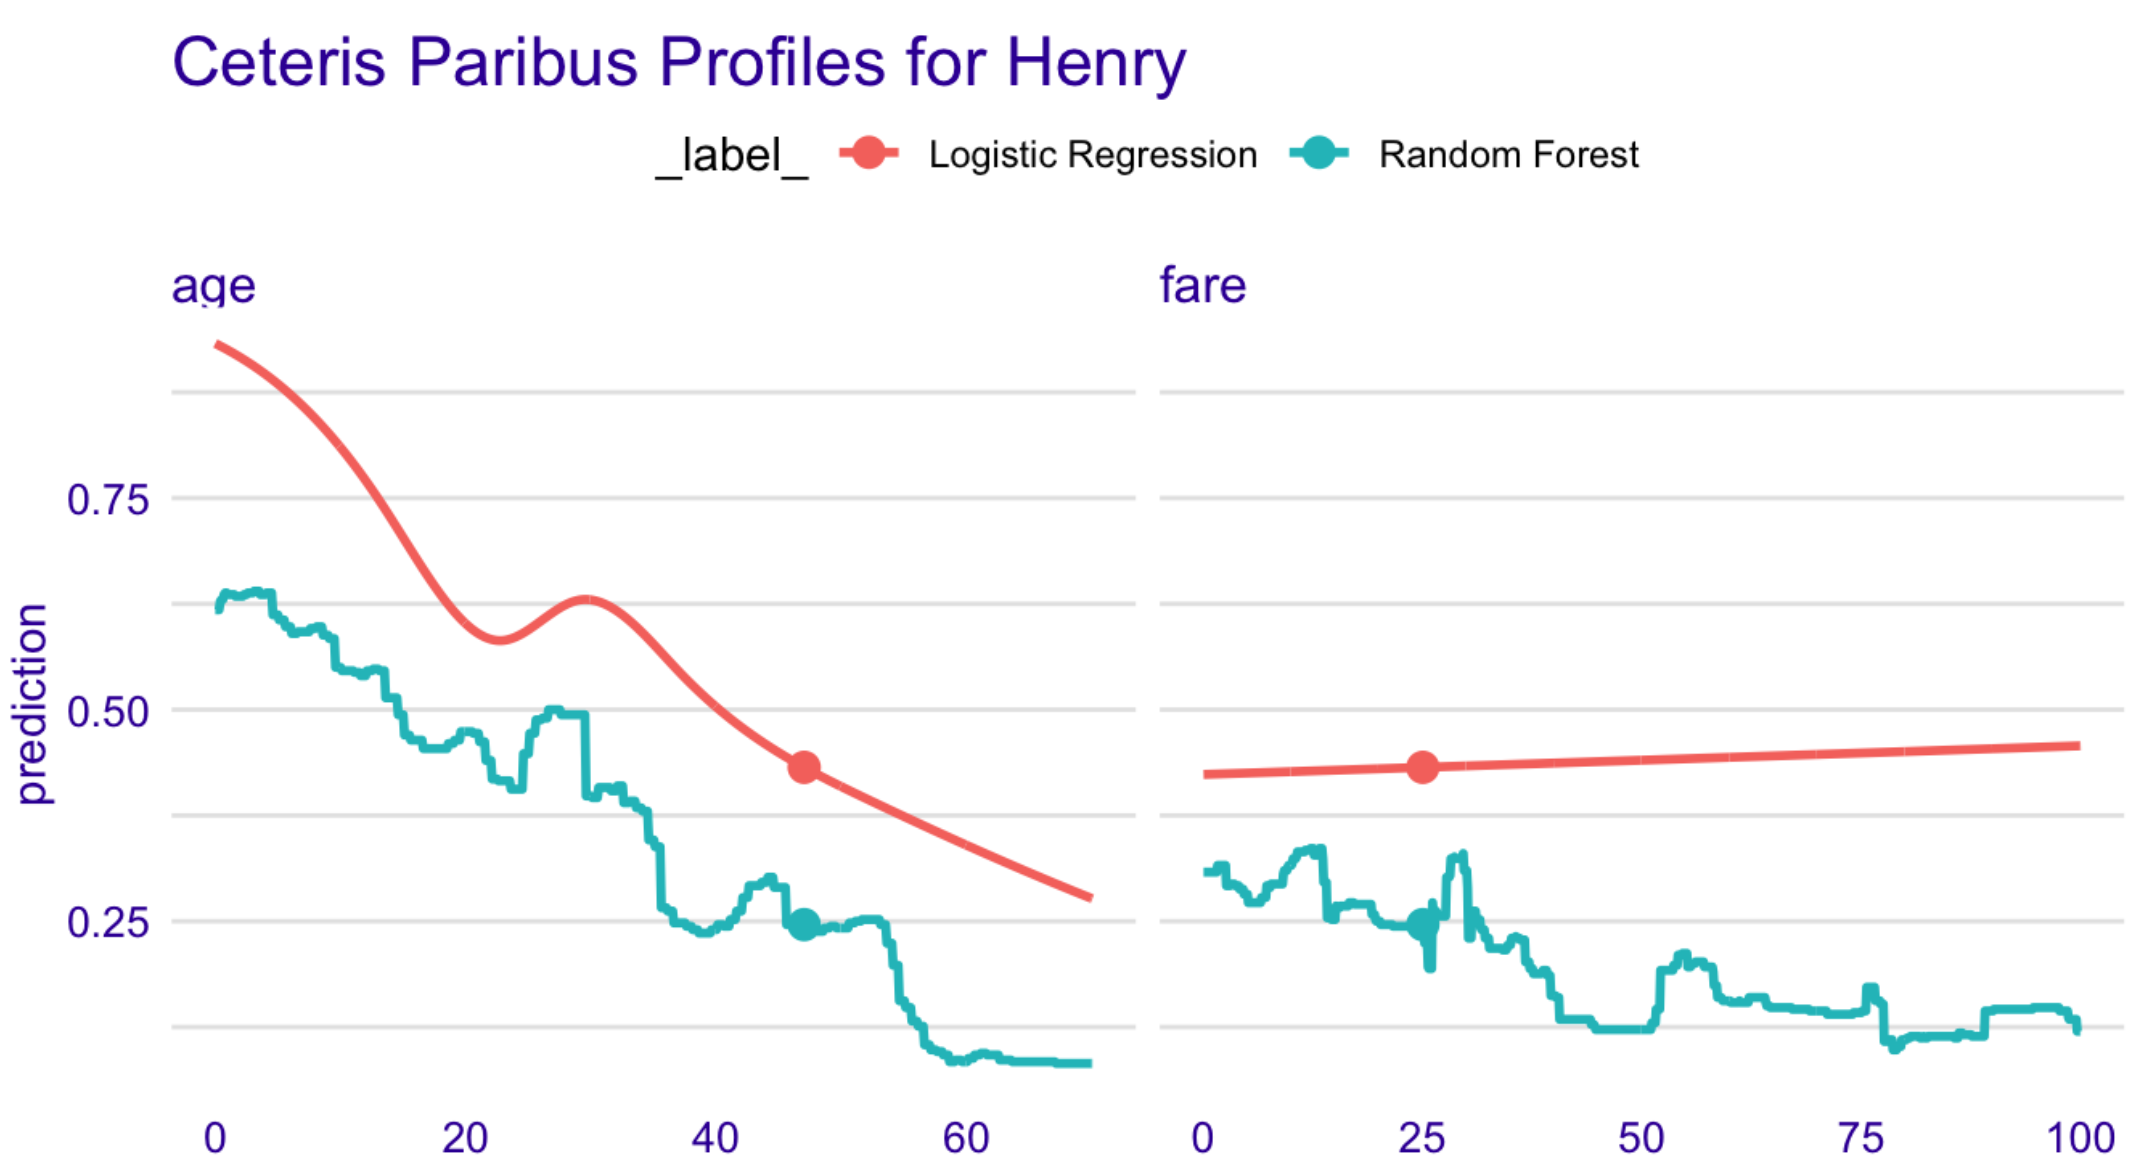 Ceteris Paribus Profiles for Henry
_label_ Logistic Regression Random Forest
age fare
prediction
0.75
0.50
0.25
0 20 40 60 0 25 50 75 100